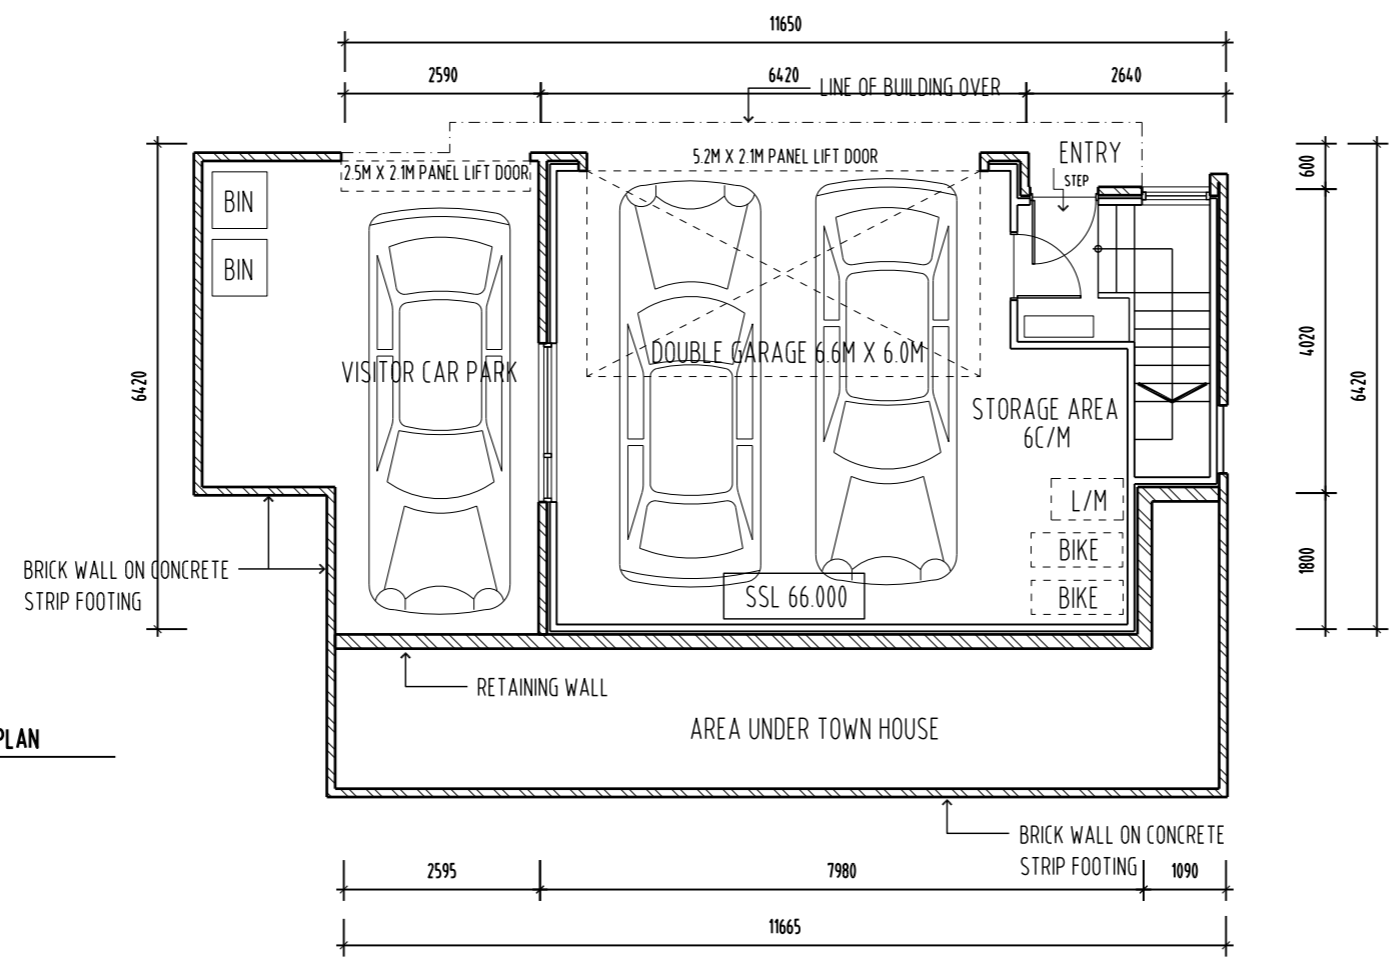 11650
2590
6420
2640
LINE OF BUILDING OVER
5.2M X 2.1M PANEL LIFT DOOR
ENTRY
STEP
2.5M X 2.1M PANEL LIFT DOOR
BIN
BIN
600
4020
6420
6420
1800
VISITOR CAR PARK
DOUBLE GARAGE 6.6M X 6.0M
STORAGE AREA
6C/M
L/M
BIKE
BIKE
SSL 66.000
BRICK WALL ON CONCRETE
STRIP FOOTING
RETAINING WALL
AREA UNDER TOWN HOUSE
PLAN
BRICK WALL ON CONCRETE
STRIP FOOTING
2595
7980
1090
11665